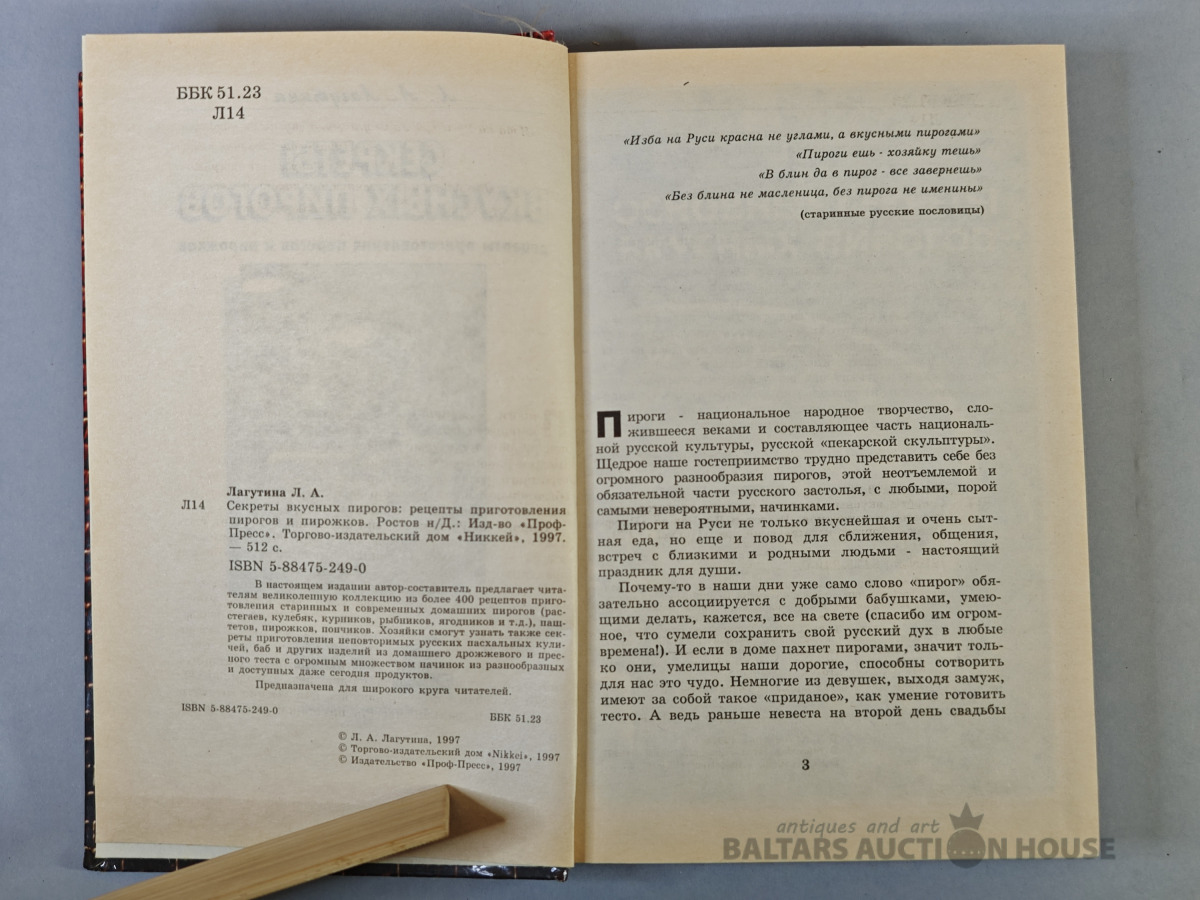 ББК 51.23
Л14
Лагутина Л. А.
Л14 Секреты вкусных пирогов: рецепты приготовления
пирогов и пирожков. Ростов н/Д.: Изд-во «Проф-
Пресс». Торгово-издательский дом «Никкей», 1997.
— 512 с.
ISBN 5-88475-249-0
В настоящем издании автор-составитель предлагает чита-
телям великолепную коллекцию из более 400 рецептов приго-
товления старинных и современных домашних пирогов (рас-
стегаев, кулебяк, курников, рыбников, ягодников и т.д.), паш-
тетов, пирожков, пончиков. Хозяйки смогут узнать также сек-
реты приготовления неповторимых русских пасхальных кули-
чей, баб и других изделий из домашнего дрожжевого и прес-
ного теста с огромным множеством начинок из разнообразных
и доступных даже сегодня продуктов.
Предназначена для широкого круга читателей.
ISBN 5-88475-249-0
ББК 51.23
© Л. А. Лагутина, 1997
© Торгово-издательский дом «Nikkei», 1997
© Издательство «Проф-Пресс», 1997
«Изба на Руси красна не углами, а вкусными пирогами»
«Пироги ешь - хозяйку тешь»
«В блин да в пирог - все завернешь»
«Без блина не масленица, без пирога не именины»
(старинные русские пословицы)
Пироги - национальное народное творчество, сло-
жившееся веками и составляющее часть националь-
ной русской культуры, русской «пекарской скульптуры».
Щедрое наше гостеприимство трудно представить себе без
огромного разнообразия пирогов, этой неотъемлемой и
обязательной части русского застолья, с любыми, порой
самыми невероятными, начинками.
Пироги на Руси не только вкуснейшая и очень сыт-
ная еда, но еще и повод для сближения, общения,
встреч с близкими и родными людьми - настоящий
праздник для души.
Почему-то в наши дни уже само слово «пирог» обя-
зательно ассоциируется с добрыми бабушками, умею-
щими делать, кажется, все на свете (спасибо им огром-
ное, что сумели сохранить свой русский дух в любые
времена!). И если в доме пахнет пирогами, значит толь-
ко они, умелицы наши дорогие, способны сотворить
для нас это чудо. Немногие из девушек, выходя замуж,
имеют за собой такое «приданое», как умение готовить
тесто. А ведь раньше невеста на второй день свадьбы
3
antiques and art
BALTARS AUCTION HOUSE